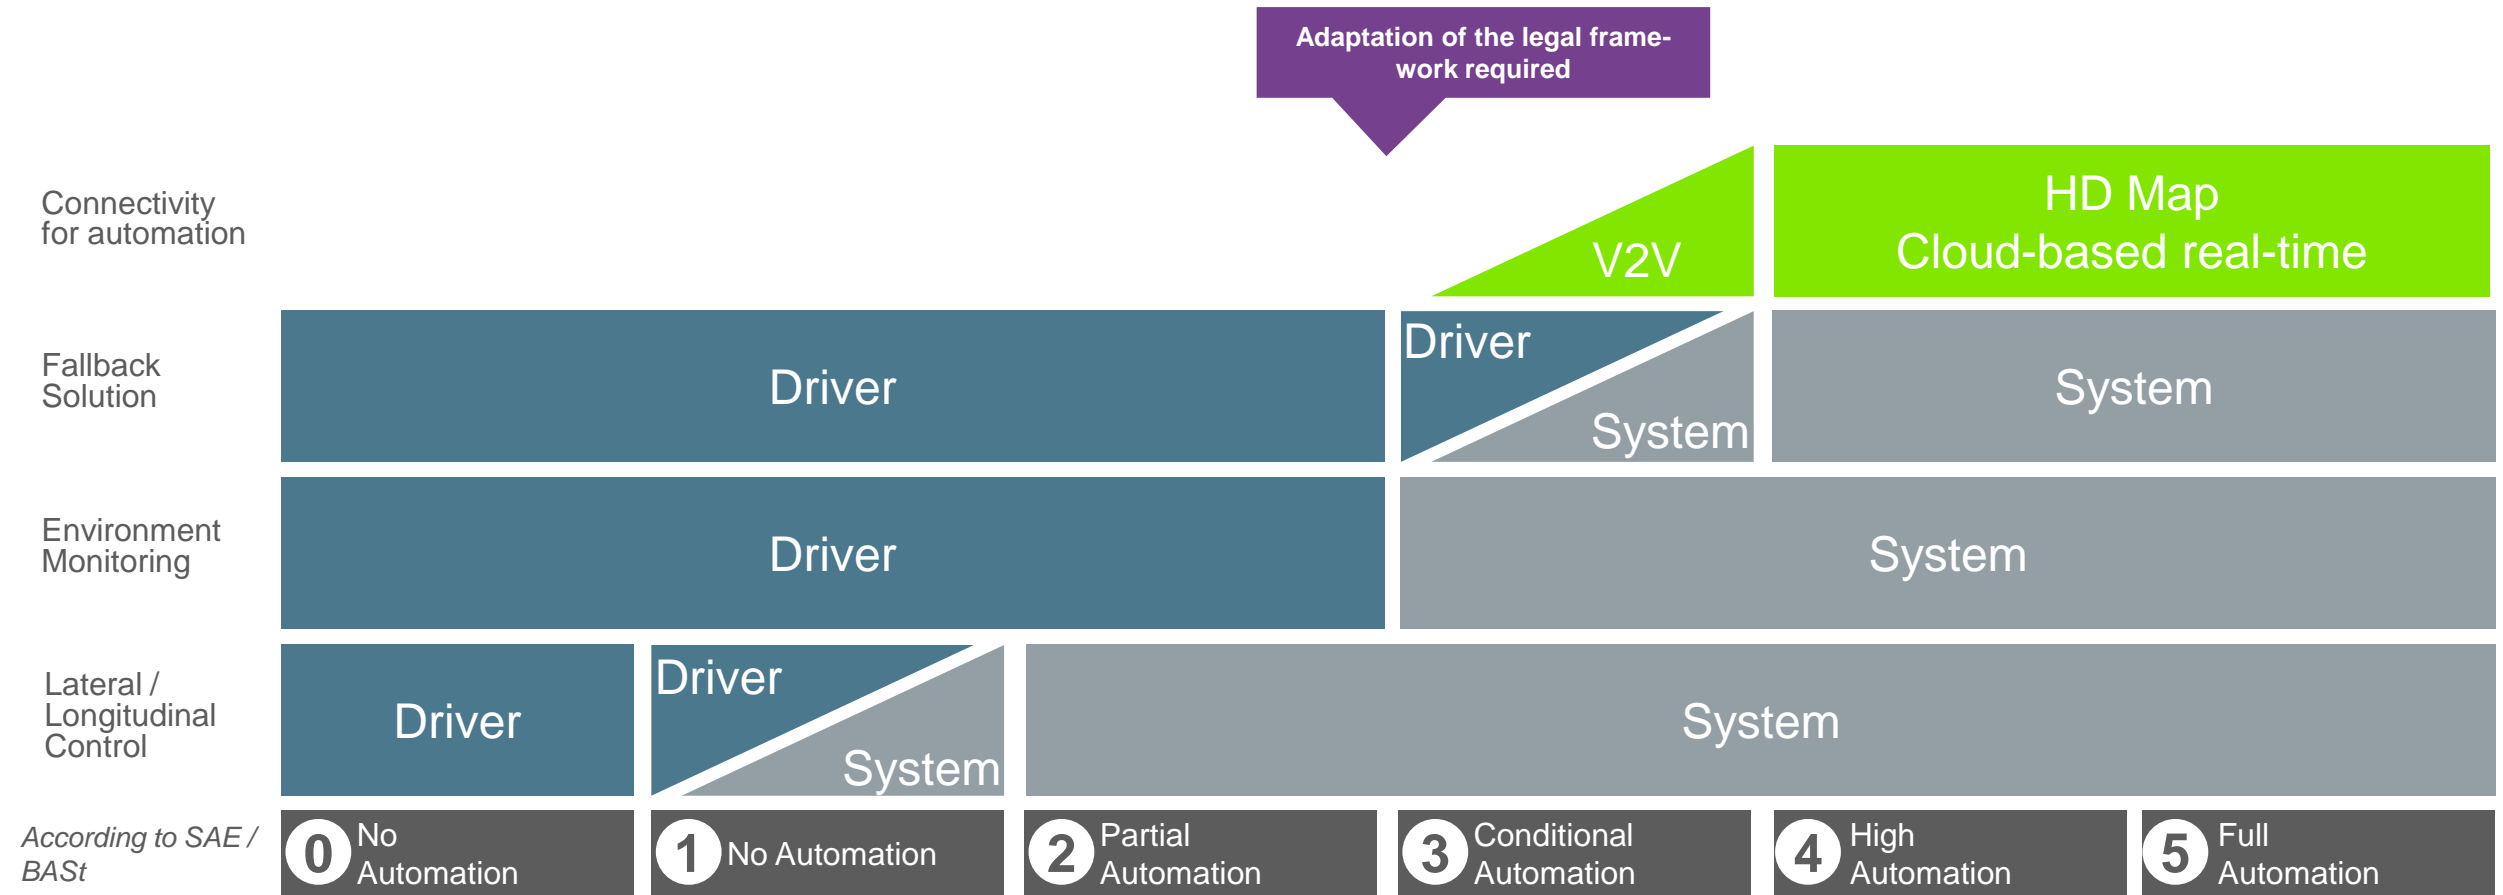 Adaptation of the legal frame-
work required
Connectivity
for automation
V2V
HD Map
Cloud-based real-time
Fallback
Solution
Driver
Driver
System
System
Environment
Monitoring
Driver
System
Lateral /
Longitudinal
Control
Driver
Driver
System
System
According to SAE /
BASt
0 No
Automation
1 No Automation
2 Partial
Automation
3 Conditional
Automation
4 High
Automation
5 Full
Automation